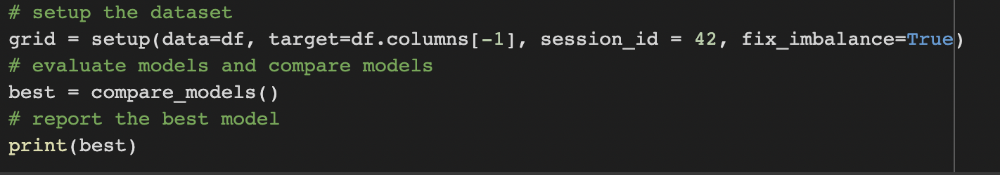 # setup the dataset
grid = setup(data=df, target=df.columns[-1], session_id = 42, fix_imbalance=True)
# evaluate models and compare models
best = compare_models()
# report the best model
print(best)